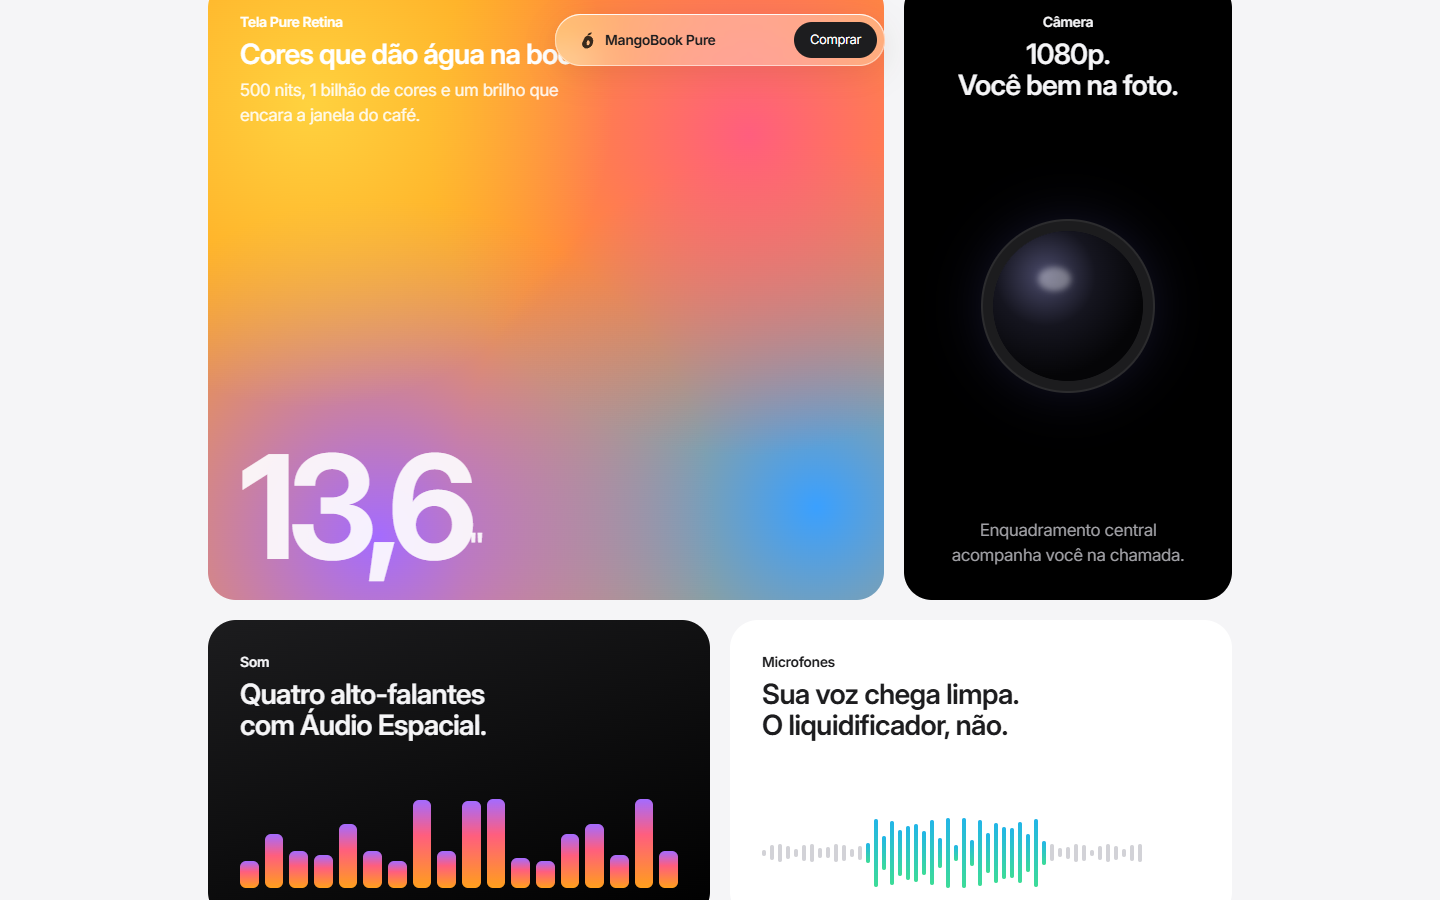 Tela Pure Retina
Cores que dão água na
500 nits, 1 bilhão de cores e um brilho que
encara a janela do café.
MangoBook Pure
Comprar
Câmera
1080p.
Você bem na foto.
13,6"
Enquadramento central
acompanha você na chamada.
Som
Quatro alto-falantes
com Áudio Espacial.
Microfones
Sua voz chega limpa.
O liquidificador, não.